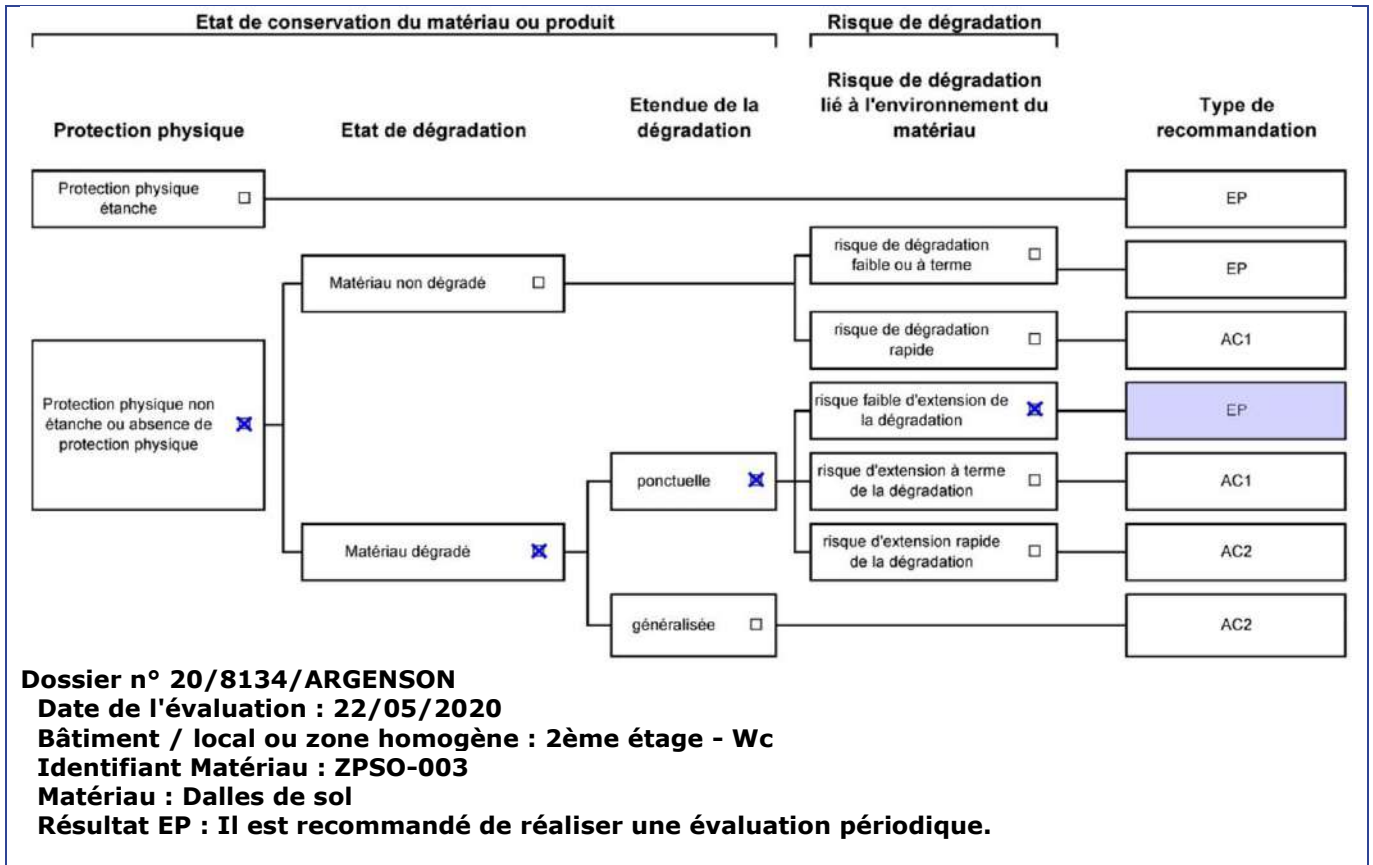 Etat de conservation du matériau ou produit
Risque de dégradation
Protection physique
Etat de dégradation
Etendue de la
dégradation
Risque de dégradation
lié à l'environnement du
matériau
Type de
recommandation
Protection physique
étanche
EP
risque de dégradation
faible ou à terme
EP
Matériau non dégradé
risque de dégradation
rapide
AC1
Protection physique non
étanche ou absence de
protection physique
risque faible d'extension de
la dégradation
EP
ponctuelle
risque d'extension à terme
de la dégradation
AC1
Matériau dégradé
risque d'extension rapide
de la dégradation
AC2
généralisée
AC2
Dossier n° 20/8134/ARGENSON
Date de l'évaluation : 22/05/2020
Bâtiment / local ou zone homogène : 2ème étage - Wc
Identifiant Matériau : ZPSO-003
Matériau : Dalles de sol
Résultat EP : Il est recommandé de réaliser une évaluation périodique.